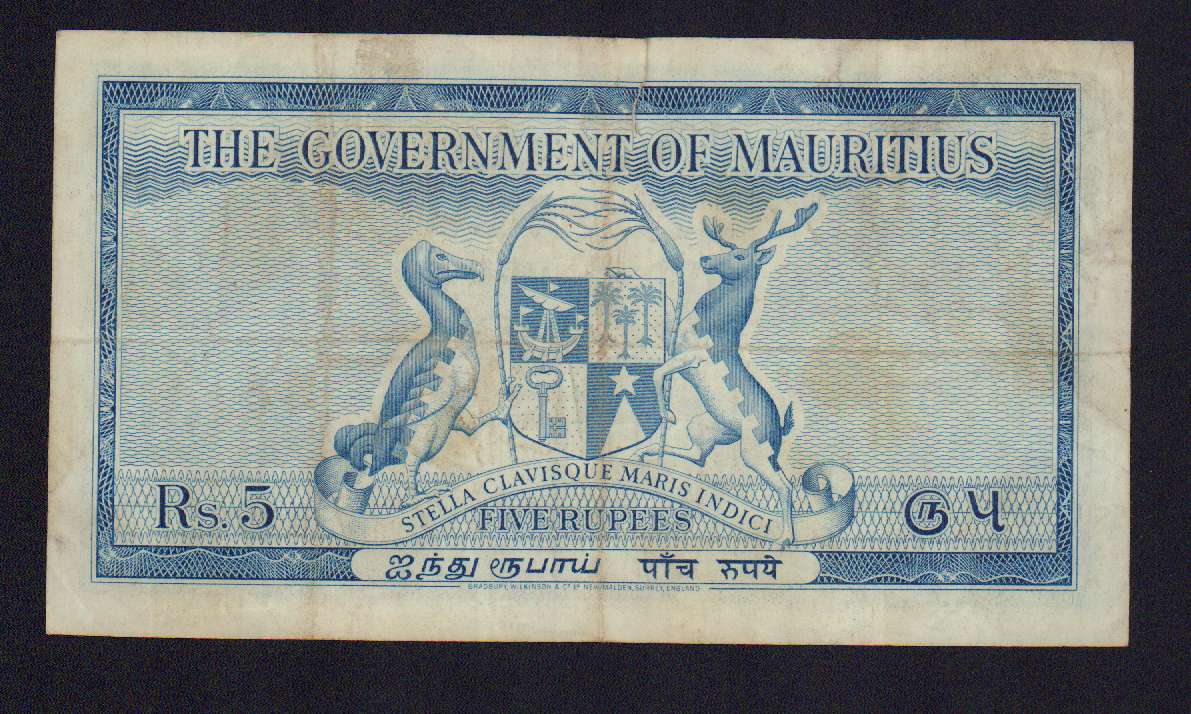 THE GOVERNMENT OF MAURITIUS
STELLA CLAVISQUE MARIS INDICI
Rs. 5
FIVE RUPEES
ரு ५
ஐந்து ரூபாய் पाँच रुपये
BRADBURY, WILKINSON & Cº Lᴰ NEW MALDEN, SURREY, ENGLAND